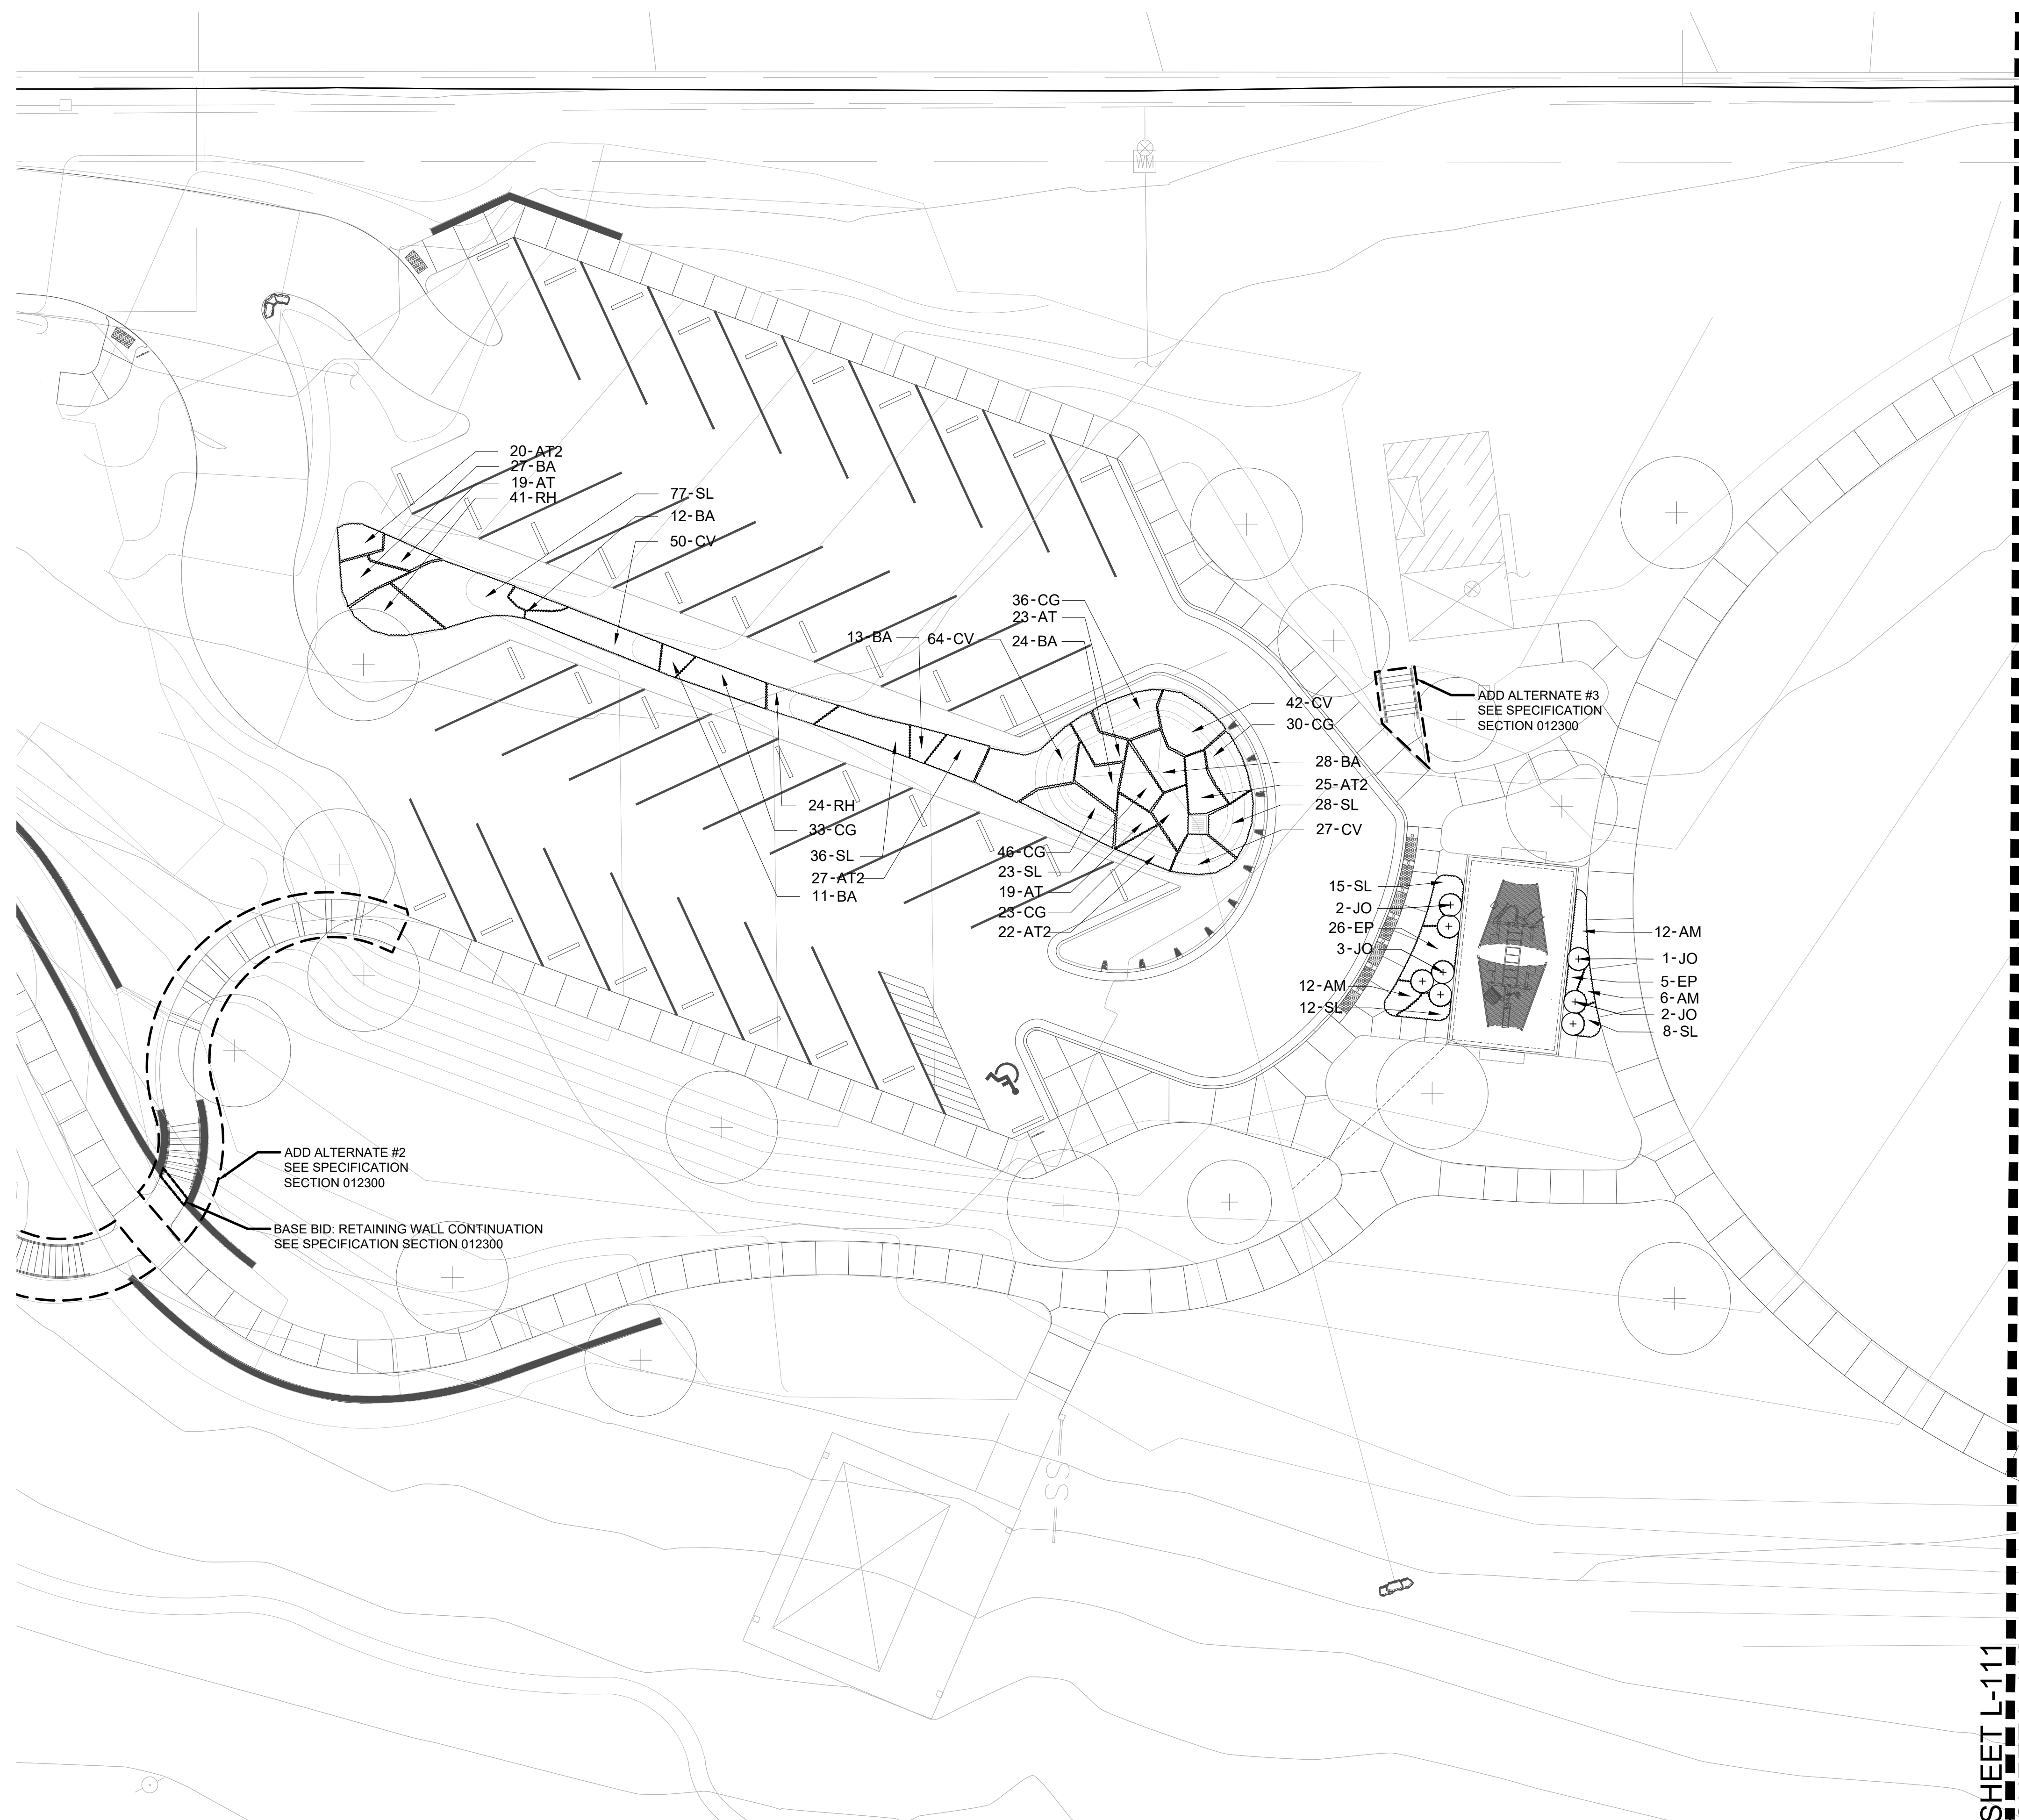 WM
20-AT2
27-BA
19-AT
41-RH
77-SL
12-BA
50-CV
36-CG
23-AT
13-BA
64-CV
24-BA
42-CV
30-CG
ADD ALTERNATE #3
SEE SPECIFICATION
SECTION 012300
28-BA
25-AT2
28-SL
27-CV
24-RH
33-CG
36-SL
27-AT2
11-BA
46-CG
23-SL
19-AT
23-CG
22-AT2
15-SL
2-JO
26-EP
3-JO
12-AM
12-SL
12-AM
1-JO
5-EP
6-AM
2-JO
8-SL
ADD ALTERNATE #2
SEE SPECIFICATION
SECTION 012300
BASE BID: RETAINING WALL CONTINUATION
SEE SPECIFICATION SECTION 012300
SS
SHEET L-111